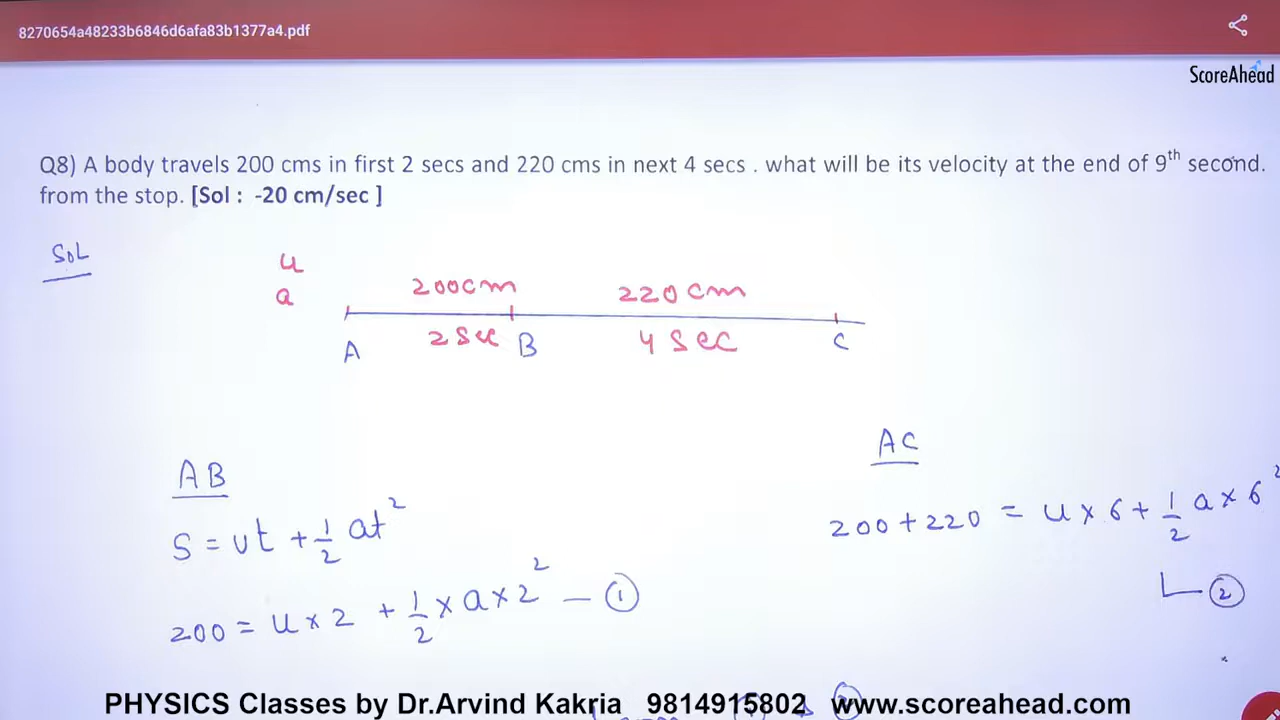 8270654a48233b6846d6afa83b1377a4.pdf
ScoreAhead
Q8) A body travels 200 cms in first 2 secs and 220 cms in next 4 secs . what will be its velocity at the end of 9th second.
from the stop. [Sol : -20 cm/sec ]
Sol
u
a
200cm 220cm
A 2 Sec B 4 Sec C
AB
S = ut + 1/2 at²
200 = u × 2 + 1/2 × a × 2² — ①
AC
200 + 220 = u × 6 + 1/2 a × 6²
②
PHYSICS Classes by Dr.Arvind Kakria 9814915802 www.scoreahead.com